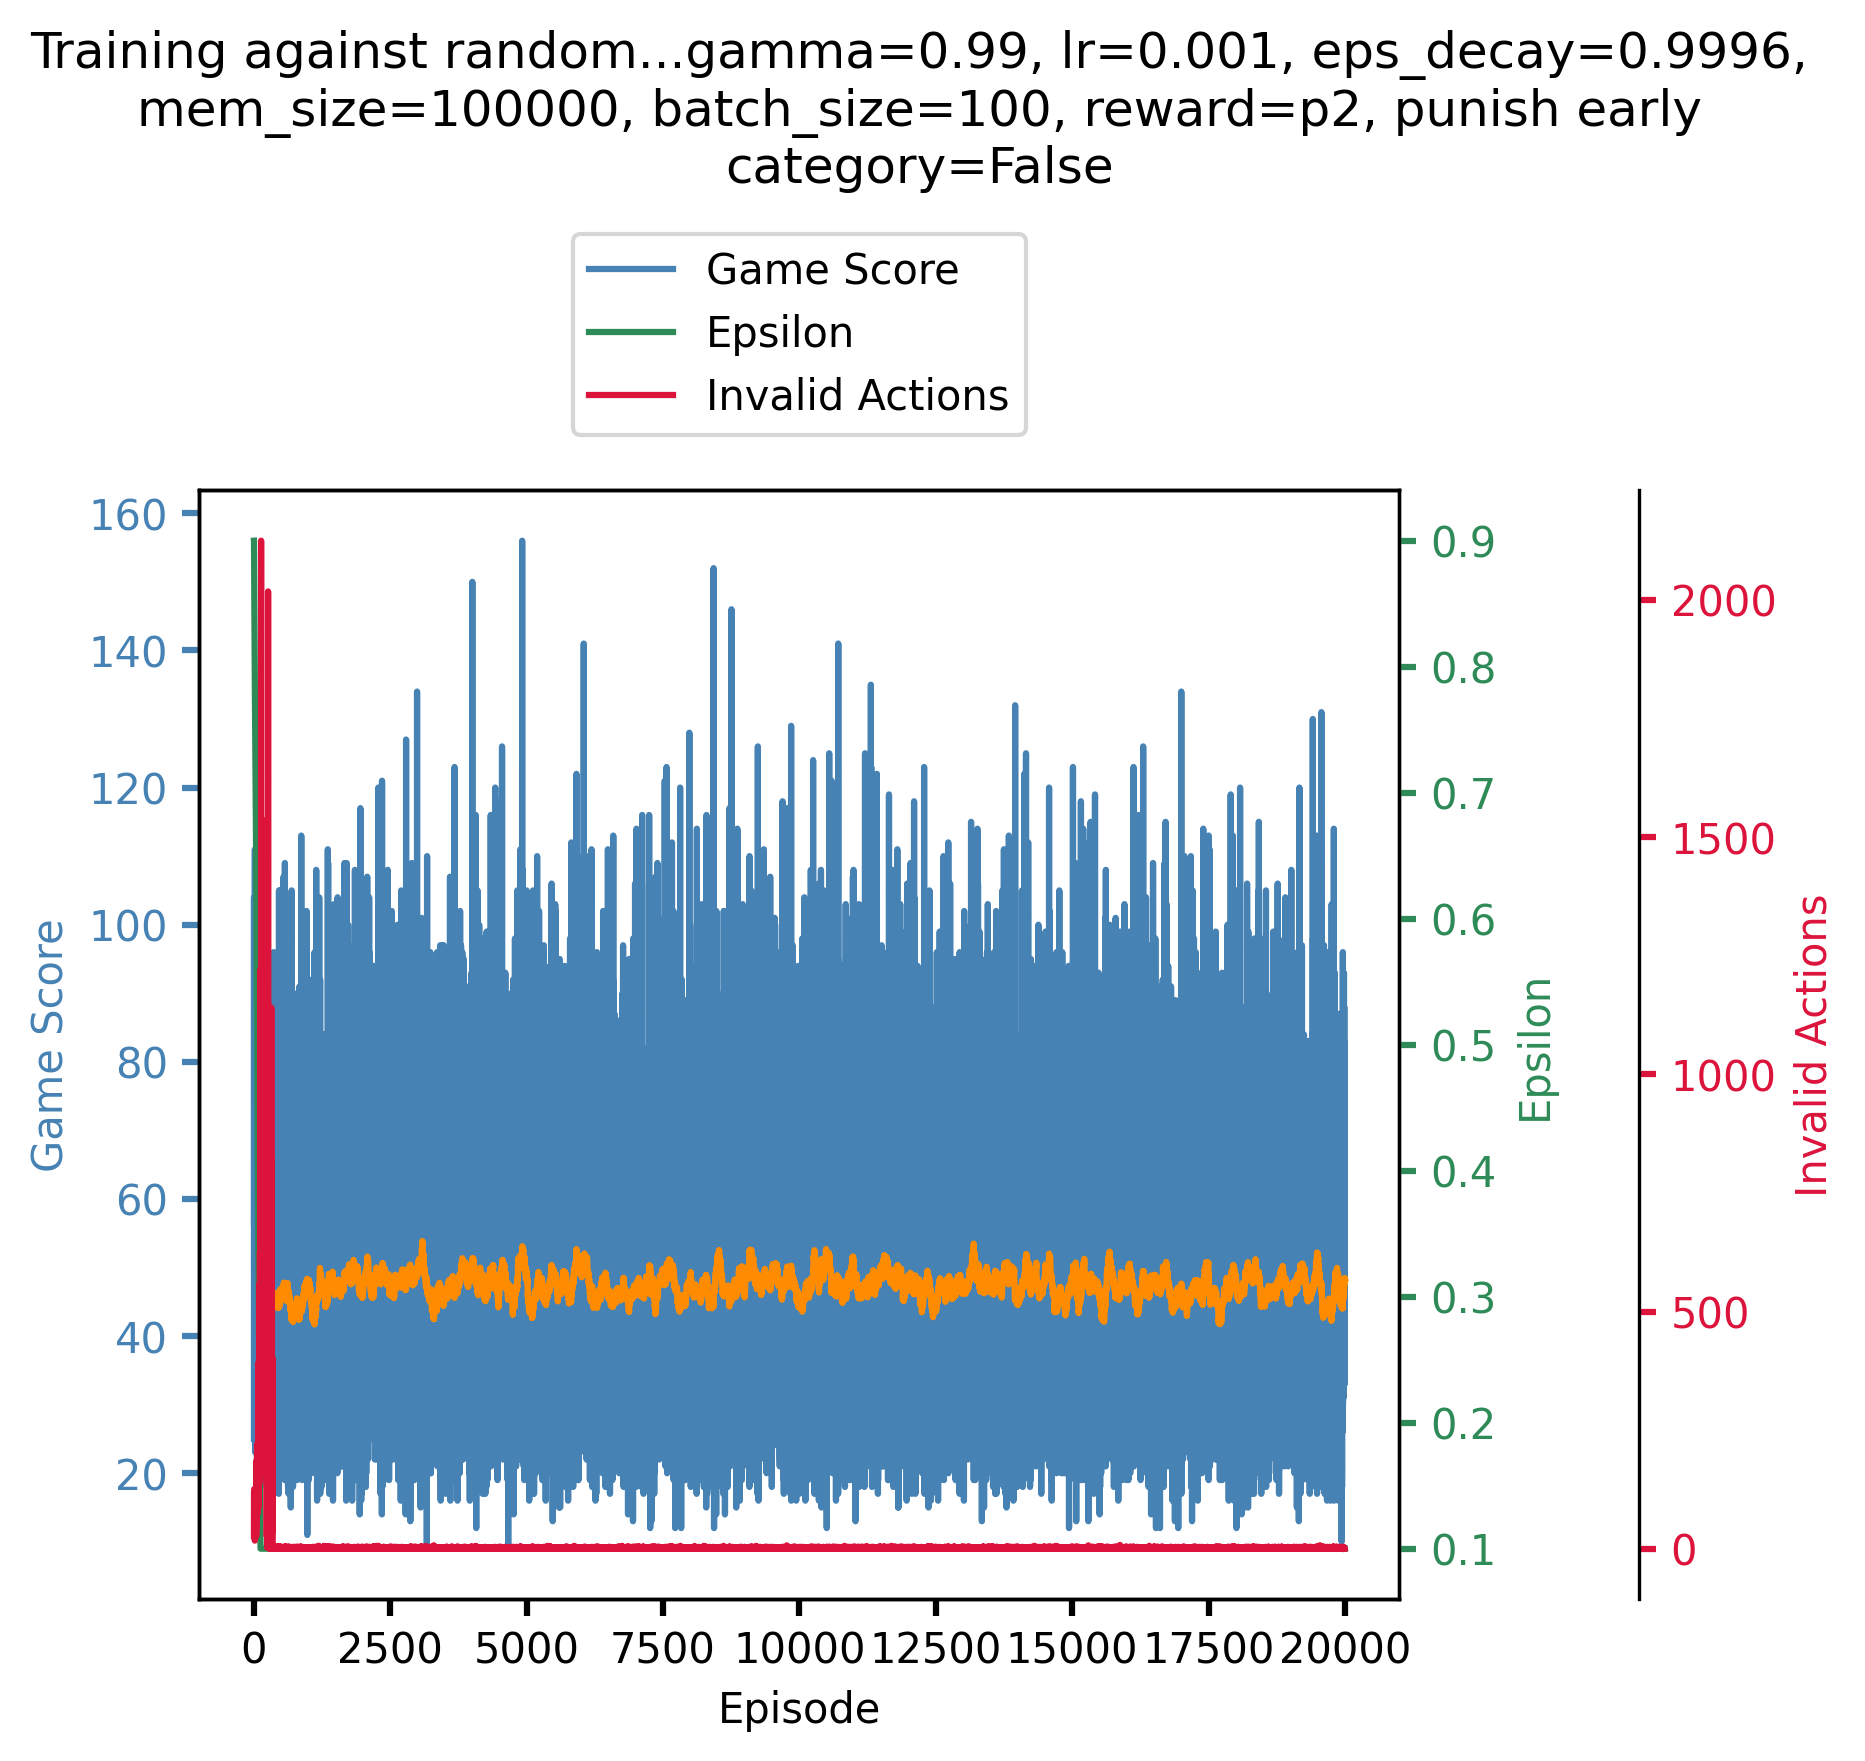 Training against random...gamma=0.99, lr=0.001, eps_decay=0.9996,
mem_size=100000, batch_size=100, reward=p2, punish early
category=False
Game Score
Epsilon
Invalid Actions
160
140
120
100
80
60
40
20
Game Score
0.9
0.8
0.7
0.6
0.5
0.4
0.3
0.2
0.1
Epsilon
2000
1500
1000
500
0
Invalid Actions
0 2500 5000 7500 10000 12500 15000 17500 20000
Episode